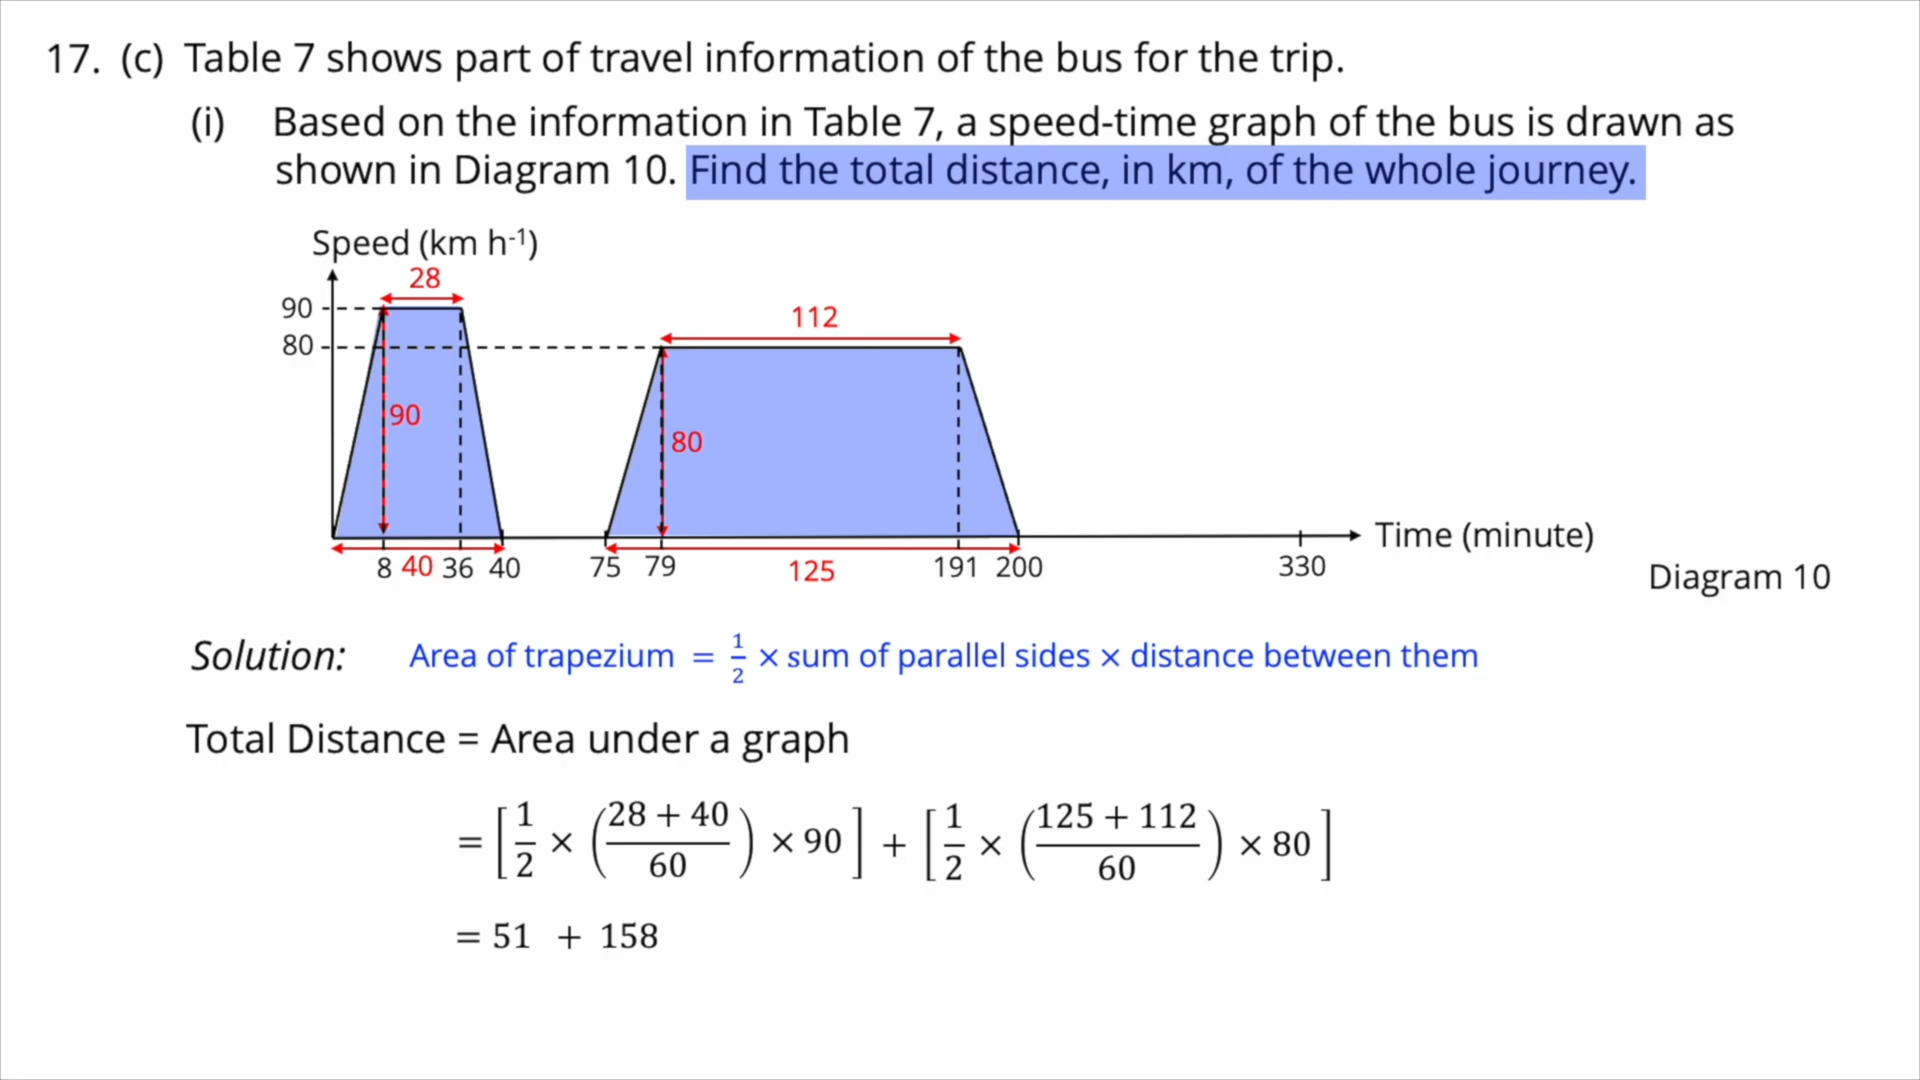 17. (c) Table 7 shows part of travel information of the bus for the trip.
(i) Based on the information in Table 7, a speed-time graph of the bus is drawn as
shown in Diagram 10. Find the total distance, in km, of the whole journey.
Speed (km h⁻¹)
28
90
112
80
90
80
Time (minute)
8 40 36 40 75 79 125 191 200 330
Diagram 10
Solution: Area of trapezium = 1/2 × sum of parallel sides × distance between them
Total Distance = Area under a graph
= [1/2 × ((28 + 40)/60) × 90] + [1/2 × ((125 + 112)/60) × 80]
= 51 + 158